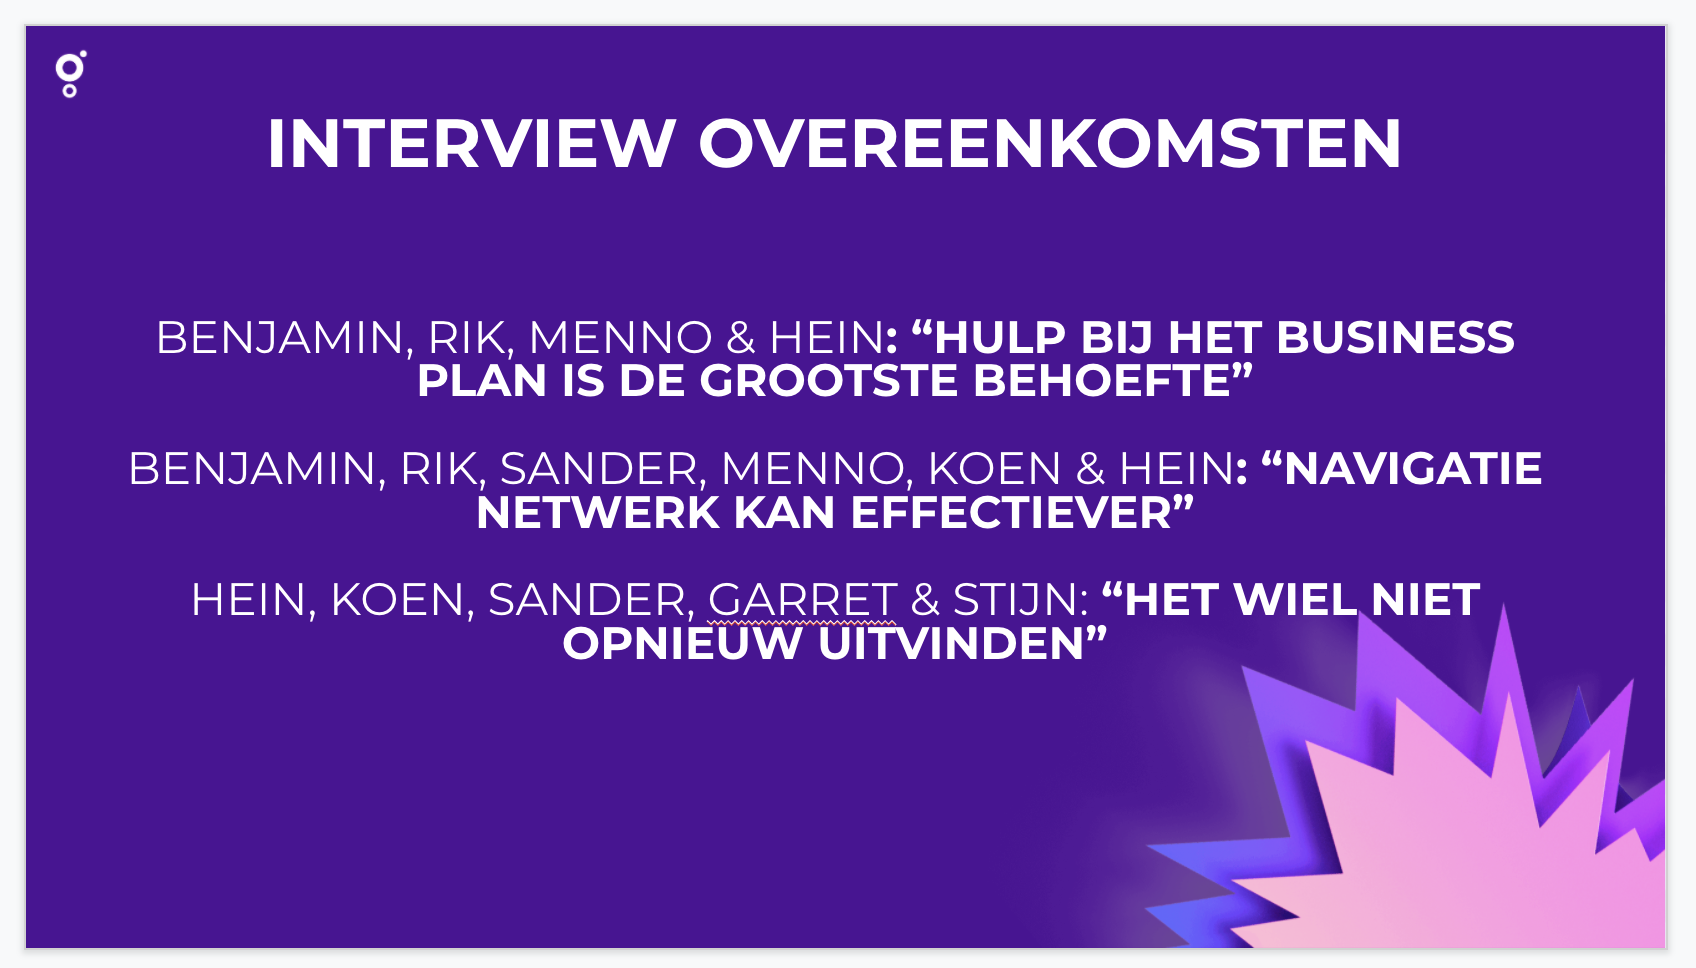 INTERVIEW OVEREENKOMSTEN
BENJAMIN, RIK, MENNO & HEIN: “HULP BIJ HET BUSINESS
PLAN IS DE GROOTSTE BEHOEFTE”
BENJAMIN, RIK, SANDER, MENNO, KOEN & HEIN: “NAVIGATIE
NETWERK KAN EFFECTIEVER”
HEIN, KOEN, SANDER, GARRET & STIJN: “HET WIEL NIET
OPNIEUW UITVINDEN”